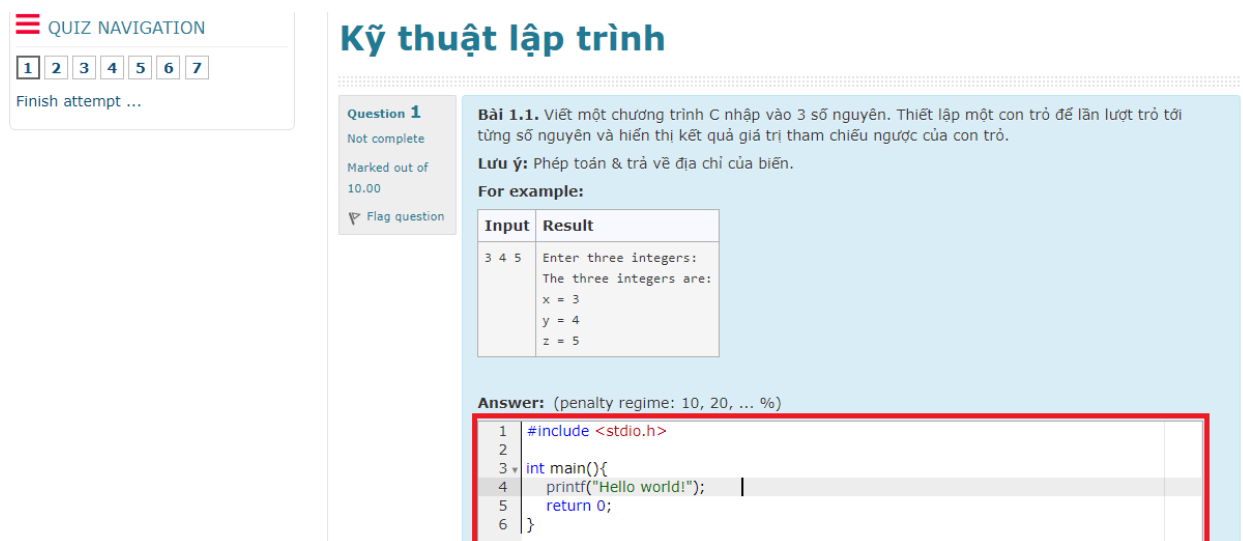 QUIZ NAVIGATION
1 2 3 4 5 6 7
Finish attempt ...
Kỹ thuật lập trình
Question 1
Not complete
Marked out of
10.00
Flag question
Bài 1.1. Viết một chương trình C nhập vào 3 số nguyên. Thiết lập một con trỏ để lần lượt trỏ tới
từng số nguyên và hiển thị kết quả giá trị tham chiếu ngược của con trỏ.
Lưu ý: Phép toán & trả về địa chỉ của biến.
For example:
Input Result
3 4 5 Enter three integers:
The three integers are:
x = 3
y = 4
z = 5
Answer: (penalty regime: 10, 20, ... %)
1 #include <stdio.h>
2
3 int main(){
4 printf("Hello world!");
5 return 0;
6 }